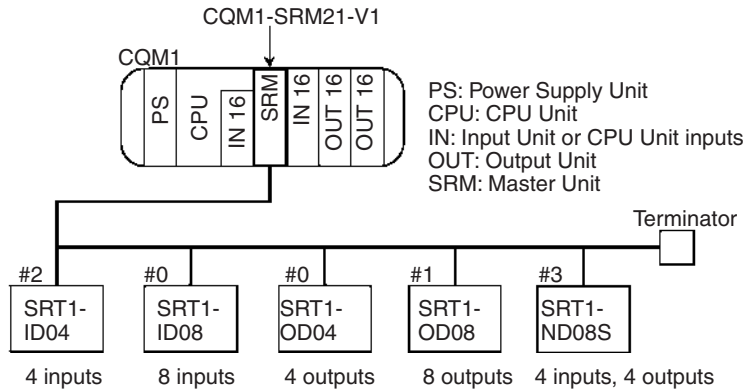 CQM1-SRM21-V1
CQM1
PS
CPU
IN 16
SRM
IN 16
OUT 16
OUT 16
PS: Power Supply Unit
CPU: CPU Unit
IN: Input Unit or CPU Unit inputs
OUT: Output Unit
SRM: Master Unit
Terminator
#2
SRT1-
ID04
4 inputs
#0
SRT1-
ID08
8 inputs
#0
SRT1-
OD04
4 outputs
#1
SRT1-
OD08
8 outputs
#3
SRT1-
ND08S
4 inputs, 4 outputs